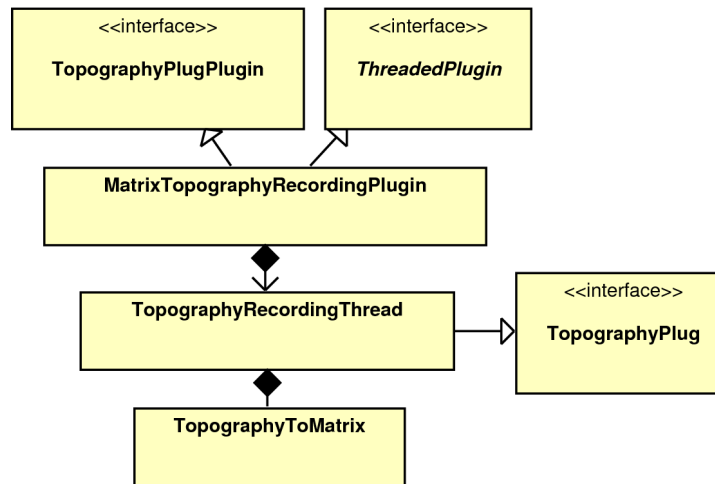 <<interface>>
TopographyPlugPlugin
<<interface>>
ThreadedPlugin
MatrixTopographyRecordingPlugin
TopographyRecordingThread
<<interface>>
TopographyPlug
TopographyToMatrix